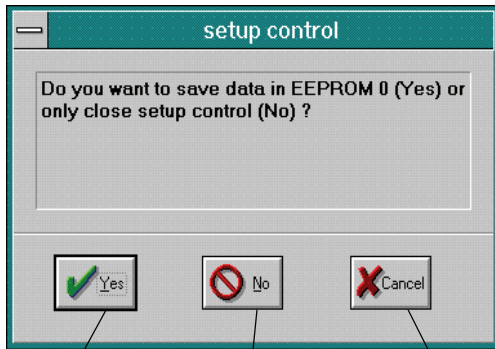 setup control
Do you want to save data in EEPROM 0 (Yes) or
only close setup control (No) ?
Yes
No
Cancel